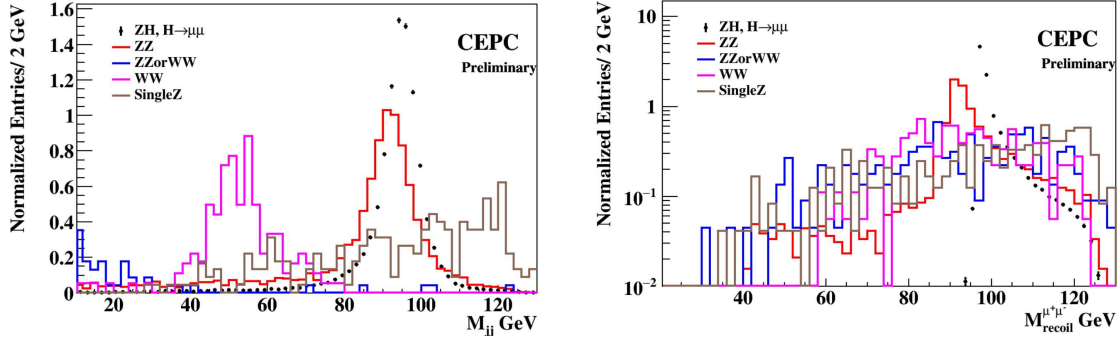 Normalized Entries/ 2 GeV
1.6
1.4
1.2
1
0.8
0.6
0.4
0.2
0
ZH, H→μμ
ZZ
ZZorWW
WW
SingleZ
CEPC
Preliminary
20
40
60
80
100
120
M_jj GeV
Normalized Entries/ 2 GeV
10
1
10⁻¹
10⁻²
ZH, H→μμ
ZZ
ZZorWW
WW
SingleZ
CEPC
Preliminary
40
60
80
100
120
M_recoil^μ⁺μ⁻ GeV